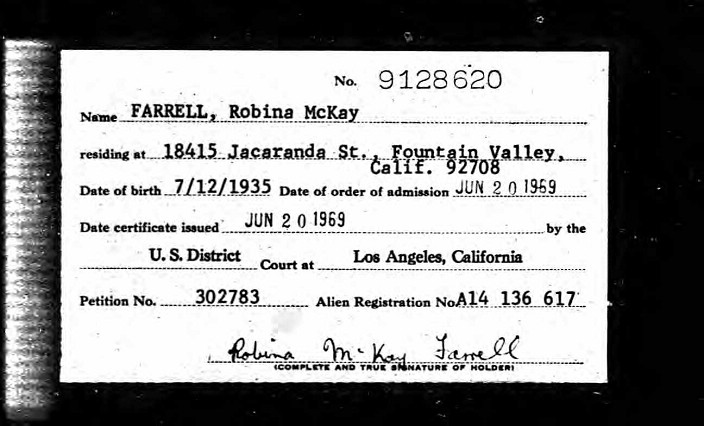 No. 9128620
Name FARRELL, Robina McKay
residing at 18415 Jacaranda St., Fountain Valley,
Calif. 92708
Date of birth 7/12/1935 Date of order of admission JUN 20 1969
Date certificate issued JUN 20 1969 by the
U. S. District Court at Los Angeles, California
Petition No. 302783 Alien Registration No. A14 136 617
Robina McKay Farrell
(COMPLETE AND TRUE SIGNATURE OF HOLDER)